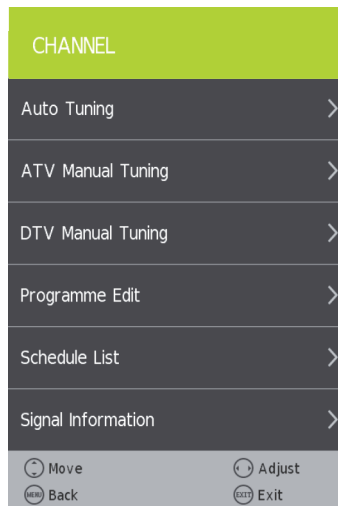 CHANNEL
Auto Tuning
ATV Manual Tuning
DTV Manual Tuning
Programme Edit
Schedule List
Signal Information
Move Adjust
MENU Back EXIT Exit